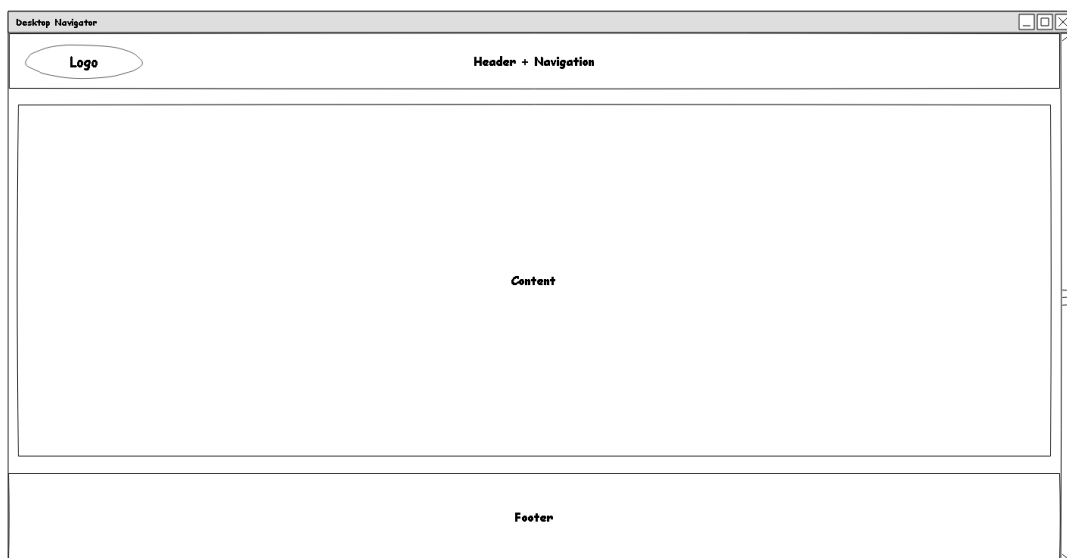 Desktop Navigator
Logo
Header + Navigation
Content
Footer